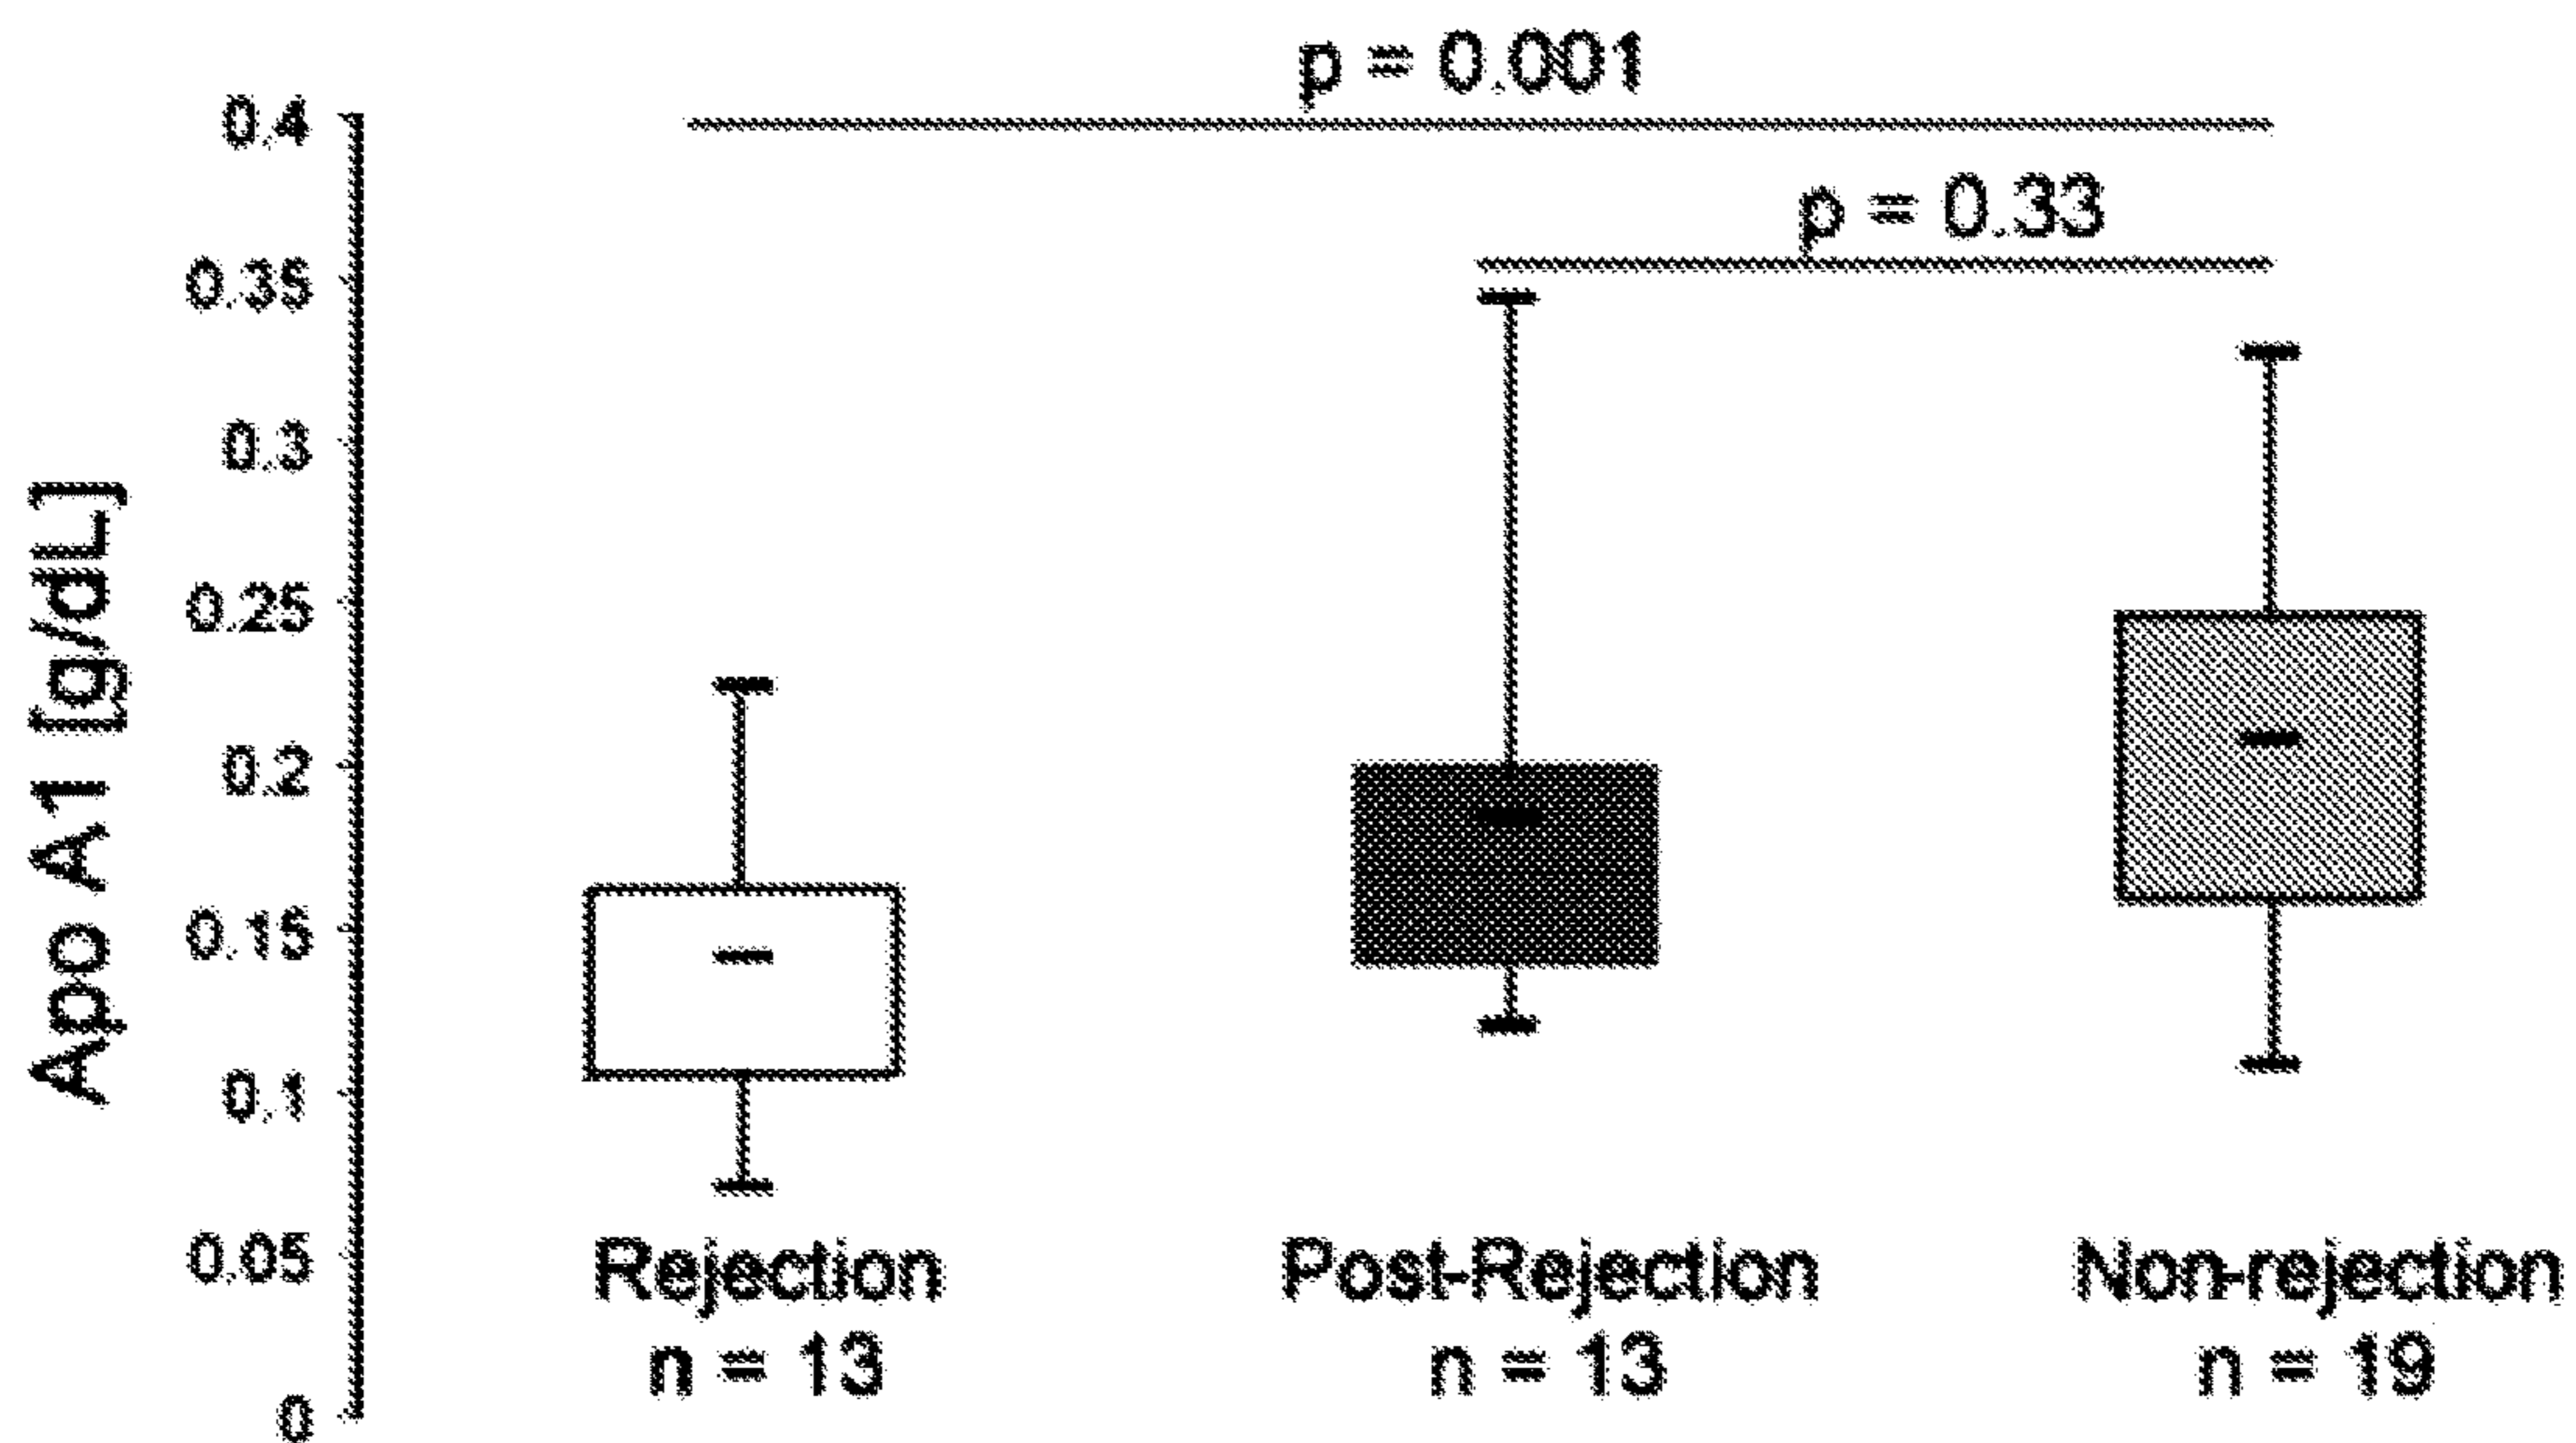 p = 0.001
p = 0.33
0.4
0.35
0.3
0.25
0.2
0.15
0.1
0.05
0
Apo A1 [g/dL]
Rejection
n = 13
Post-Rejection
n = 13
Non-rejection
n = 19